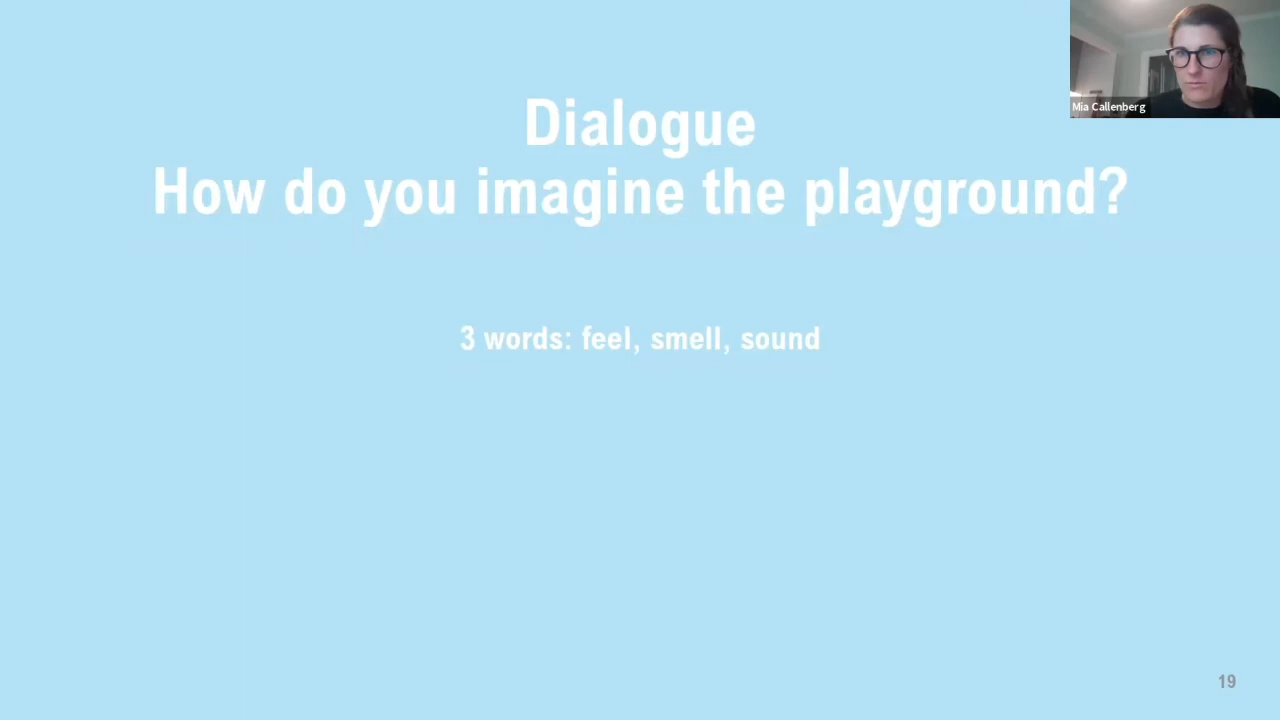 Mia Callenberg
Dialogue
How do you imagine the playground?
3 words: feel, smell, sound
19